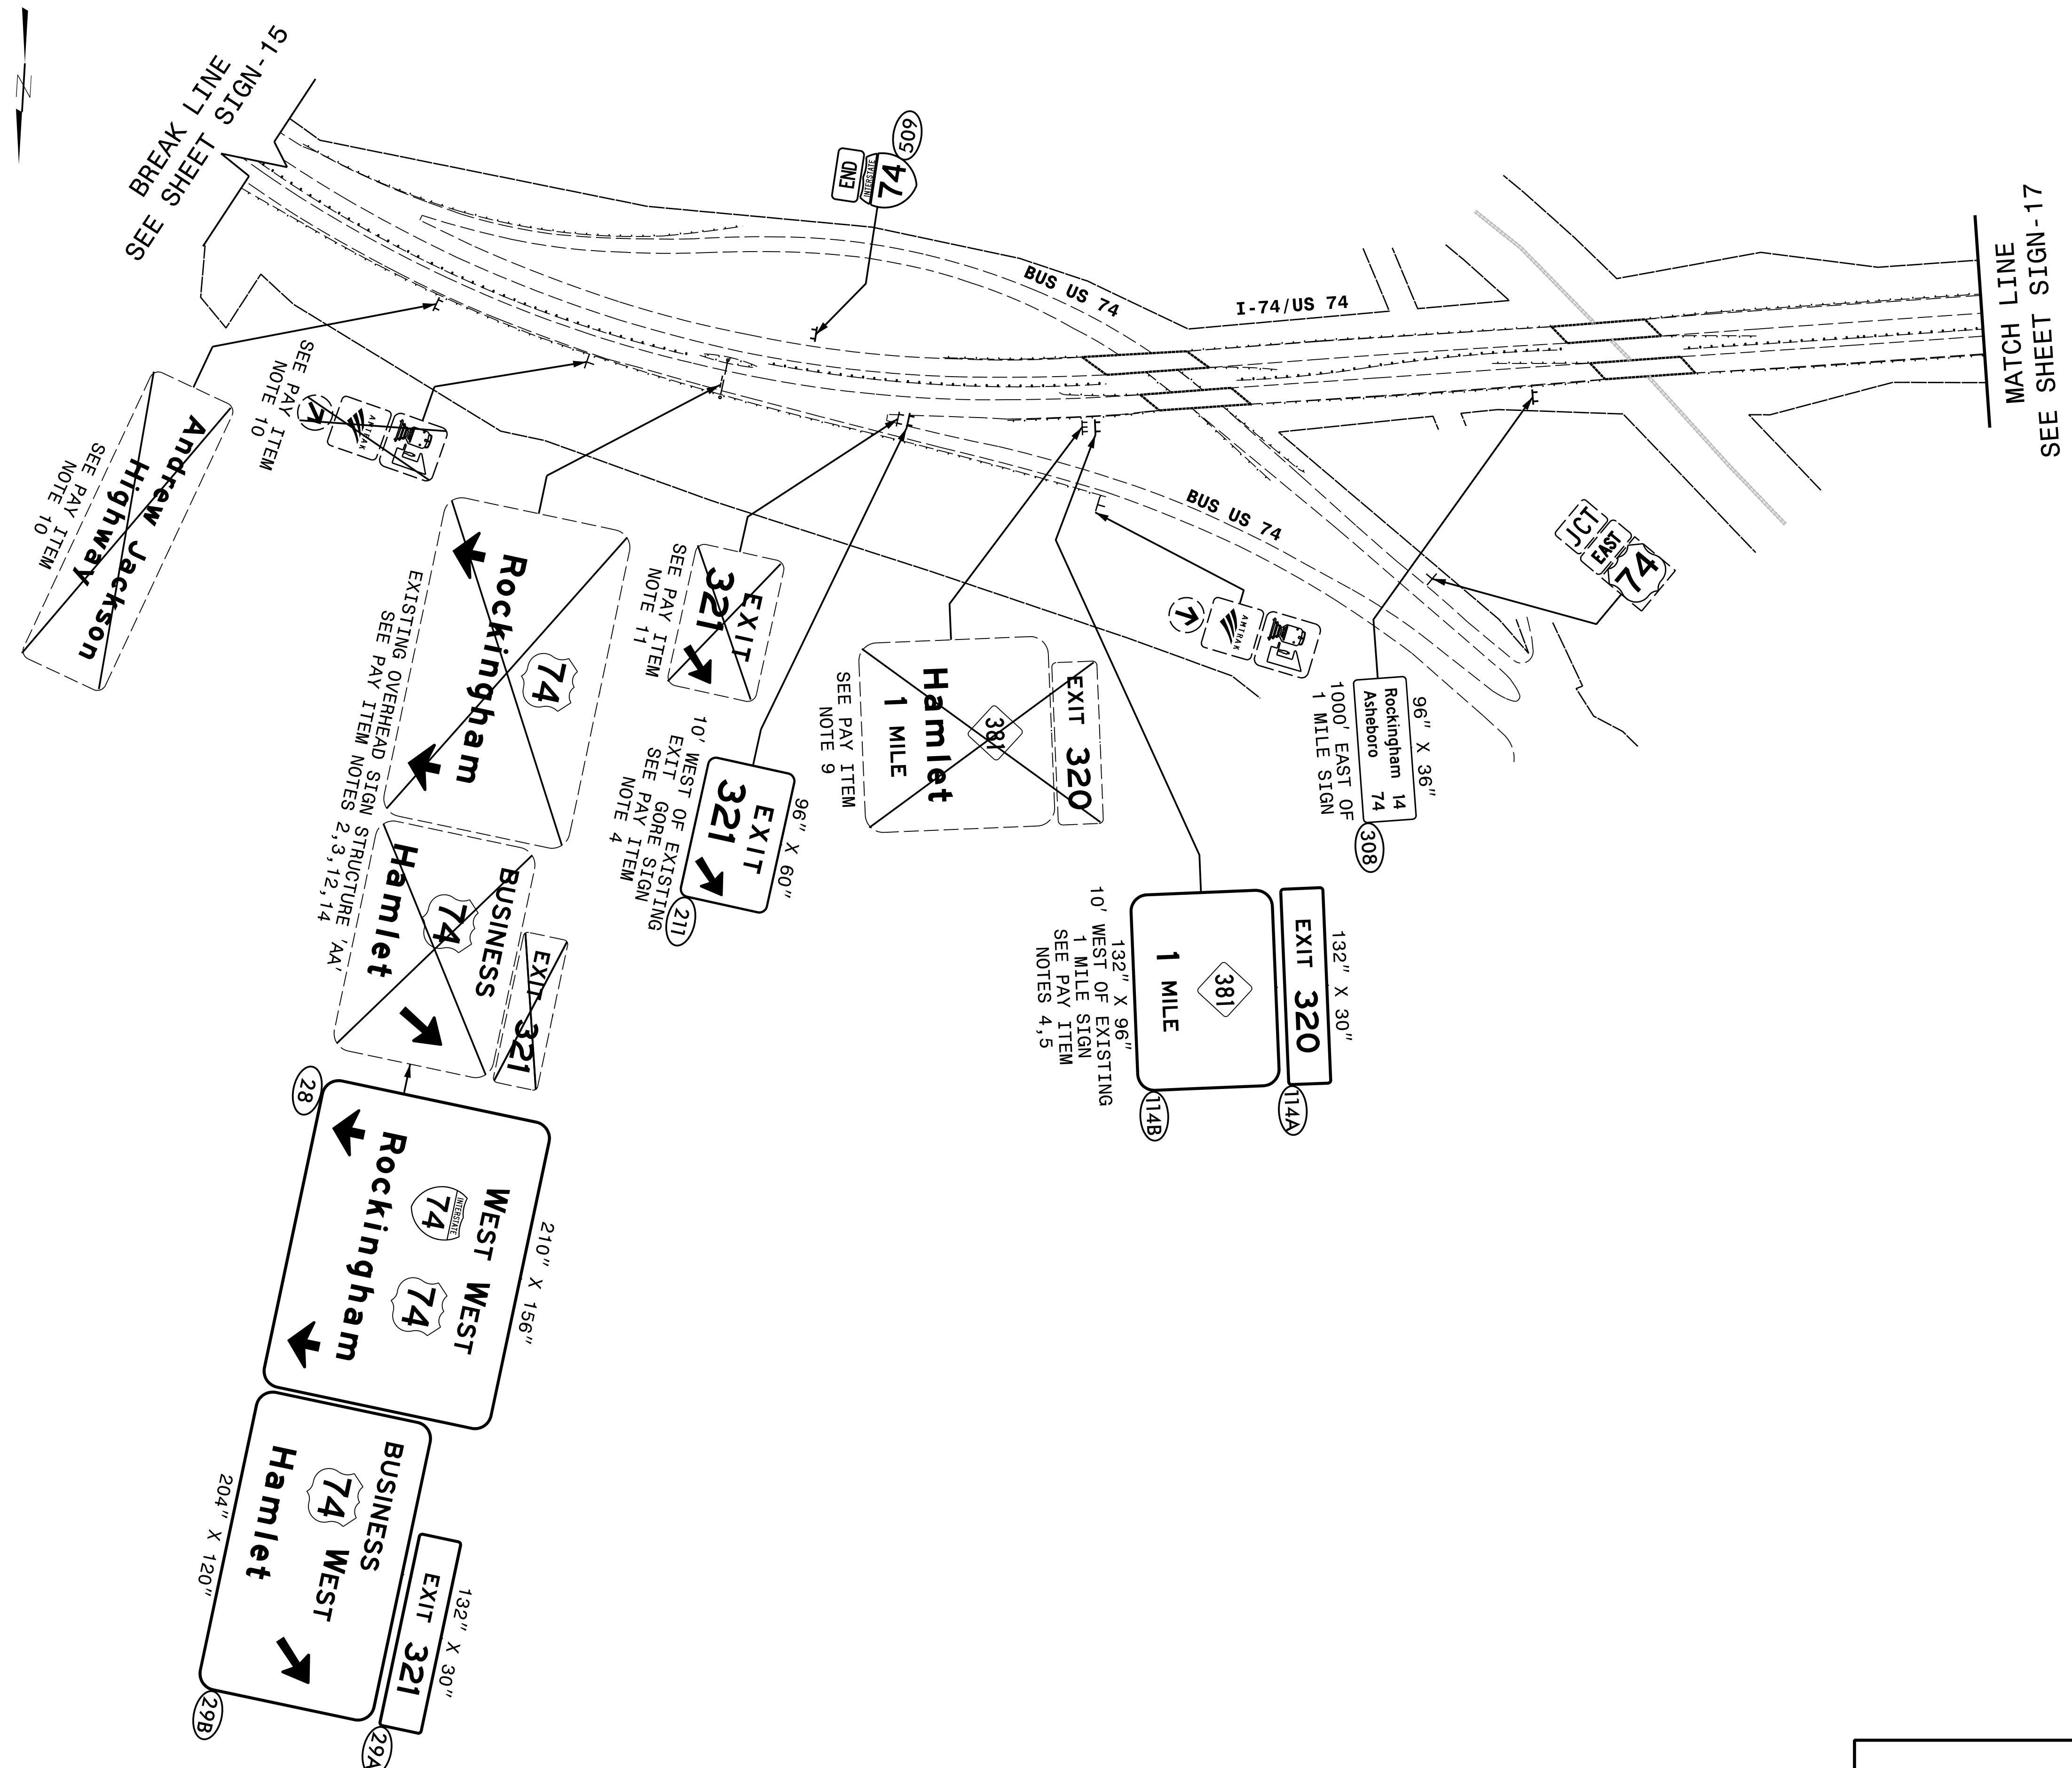 N
BREAK LINE
SEE SHEET SIGN-15
END
INTERSTATE
74
509
BUS US 74
I-74/US 74
MATCH LINE
SEE SHEET SIGN-17
BUS US 74
JCT
EAST
74
Andrew Jackson
Highway
SEE PAY ITEM
NOTE 10
AMTRAK
SEE PAY ITEM
NOTE 10
74
Rockingham
EXIT 321
BUSINESS
74
Hamlet
EXISTING OVERHEAD SIGN STRUCTURE 'AA'
SEE PAY ITEM NOTES 2,3,12,14
EXIT
321
SEE PAY ITEM
NOTE 11
96" X 60"
EXIT
321
211
10' WEST OF EXISTING
EXIT GORE SIGN
SEE PAY ITEM
NOTE 4
EXIT 320
381
Hamlet
1 MILE
SEE PAY ITEM
NOTE 9
AMTRAK
96" X 36"
Rockingham 14
Asheboro 74
308
1000' EAST OF
1 MILE SIGN
132" X 30"
EXIT 320
114A
381
1 MILE
114B
132" X 96"
10' WEST OF EXISTING
1 MILE SIGN
SEE PAY ITEM
NOTES 4,5
28
210" X 156"
WEST WEST
INTERSTATE
74 74
Rockingham
132" X 30"
EXIT 321
29A
BUSINESS
74 WEST
Hamlet
204" X 120"
29B